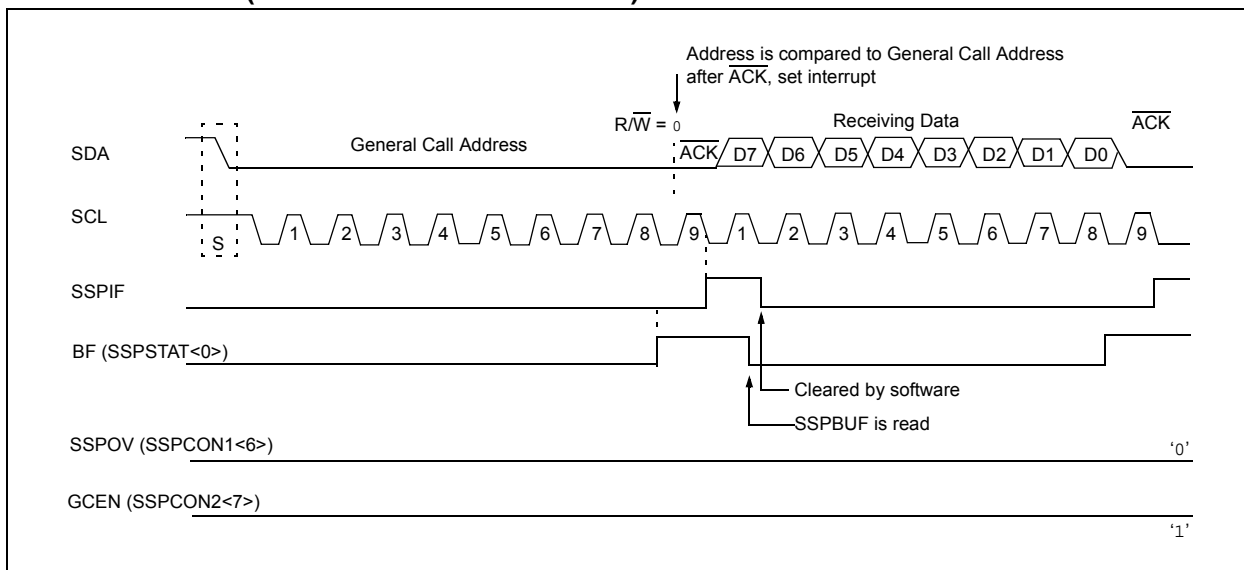 Address is compared to General Call Address
after ACK, set interrupt
R/W = 0
Receiving Data
ACK
SDA
General Call Address
ACK
D7
D6
D5
D4
D3
D2
D1
D0
SCL
S
1
2
3
4
5
6
7
8
9
1
2
3
4
5
6
7
8
9
SSPIF
BF (SSPSTAT<0>)
Cleared by software
SSPBUF is read
SSPOV (SSPCON1<6>)
‘0’
GCEN (SSPCON2<7>)
‘1’